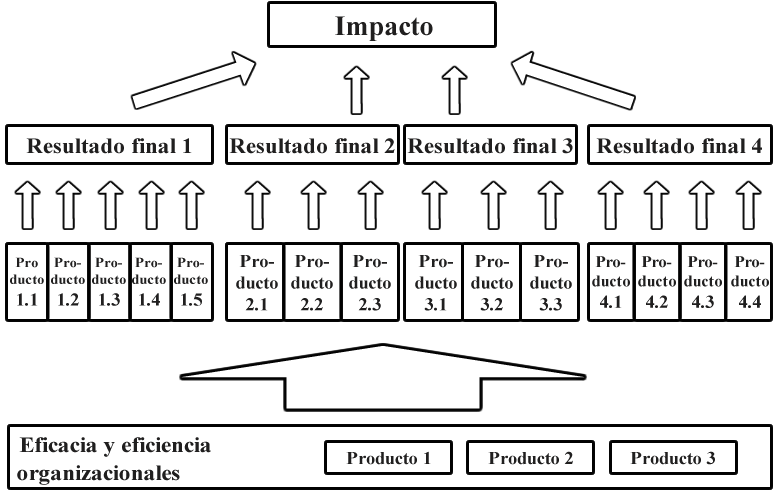 Impacto
Resultado final 1
Resultado final 2
Resultado final 3
Resultado final 4
Pro
ducto
1.1
Pro-
ducto
1.2
Pro-
ducto
1.3
Pro-
ducto
1.4
Pro-
ducto
1.5
Pro-
ducto
2.1
Pro-
ducto
2.2
Pro-
ducto
2.3
Pro-
ducto
3.1
Pro-
ducto
3.2
Pro-
ducto
3.3
Pro-
ducto
4.1
Pro-
ducto
4.2
Pro-
ducto
4.3
Pro-
ducto
4.4
Eficacia y eficiencia
organizacionales
Producto 1
Producto 2
Producto 3